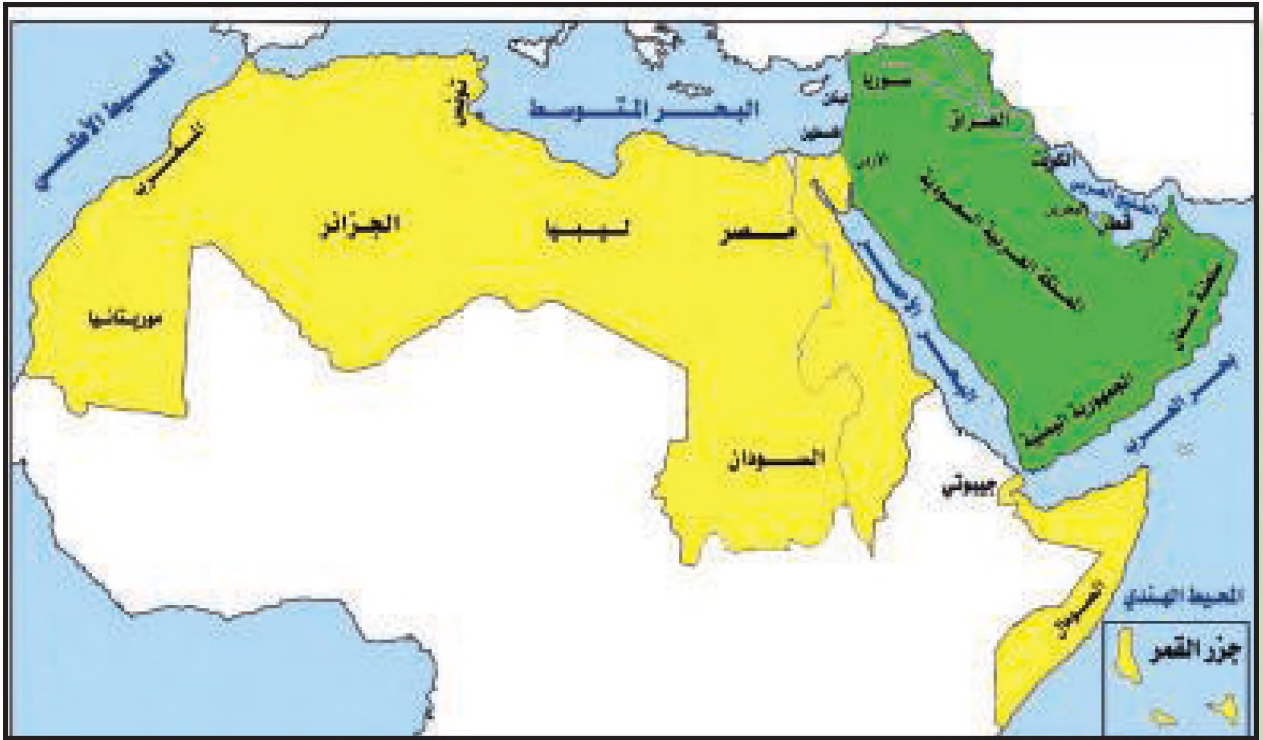 المحيط الأطلسي
البحر المتوسط
تونس
المغرب
الجزائر
ليبيا
مصر
موريتانيا
السودان
جيبوتي
الصومال
سوريا
لبنان
فلسطين
الأردن
العراق
الكويت
الخليج العربي
البحرين
قطر
الإمارات
المملكة العربية السعودية
سلطنة عمان
الجمهورية اليمنية
البحر الأحمر
بحر العرب
المحيط الهندي
جزر القمر